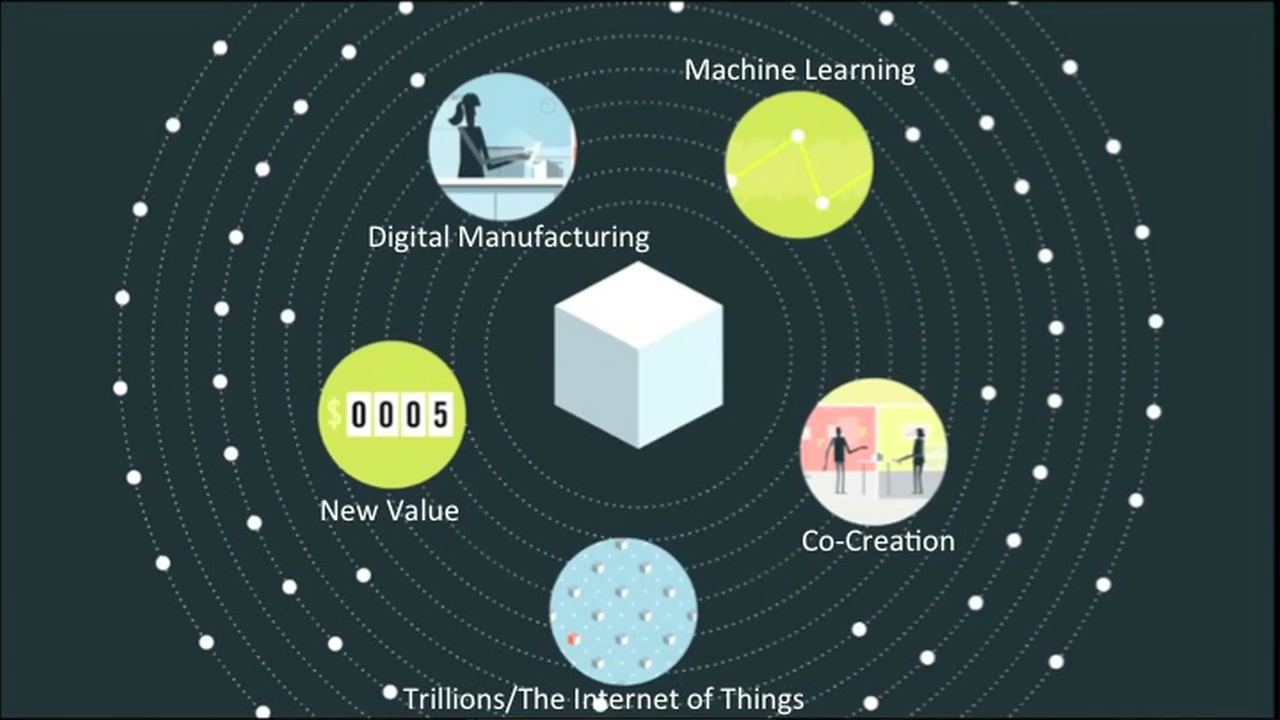 Machine Learning
Digital Manufacturing
$0005
New Value
Co-Creation
Trillions/The Internet of Things